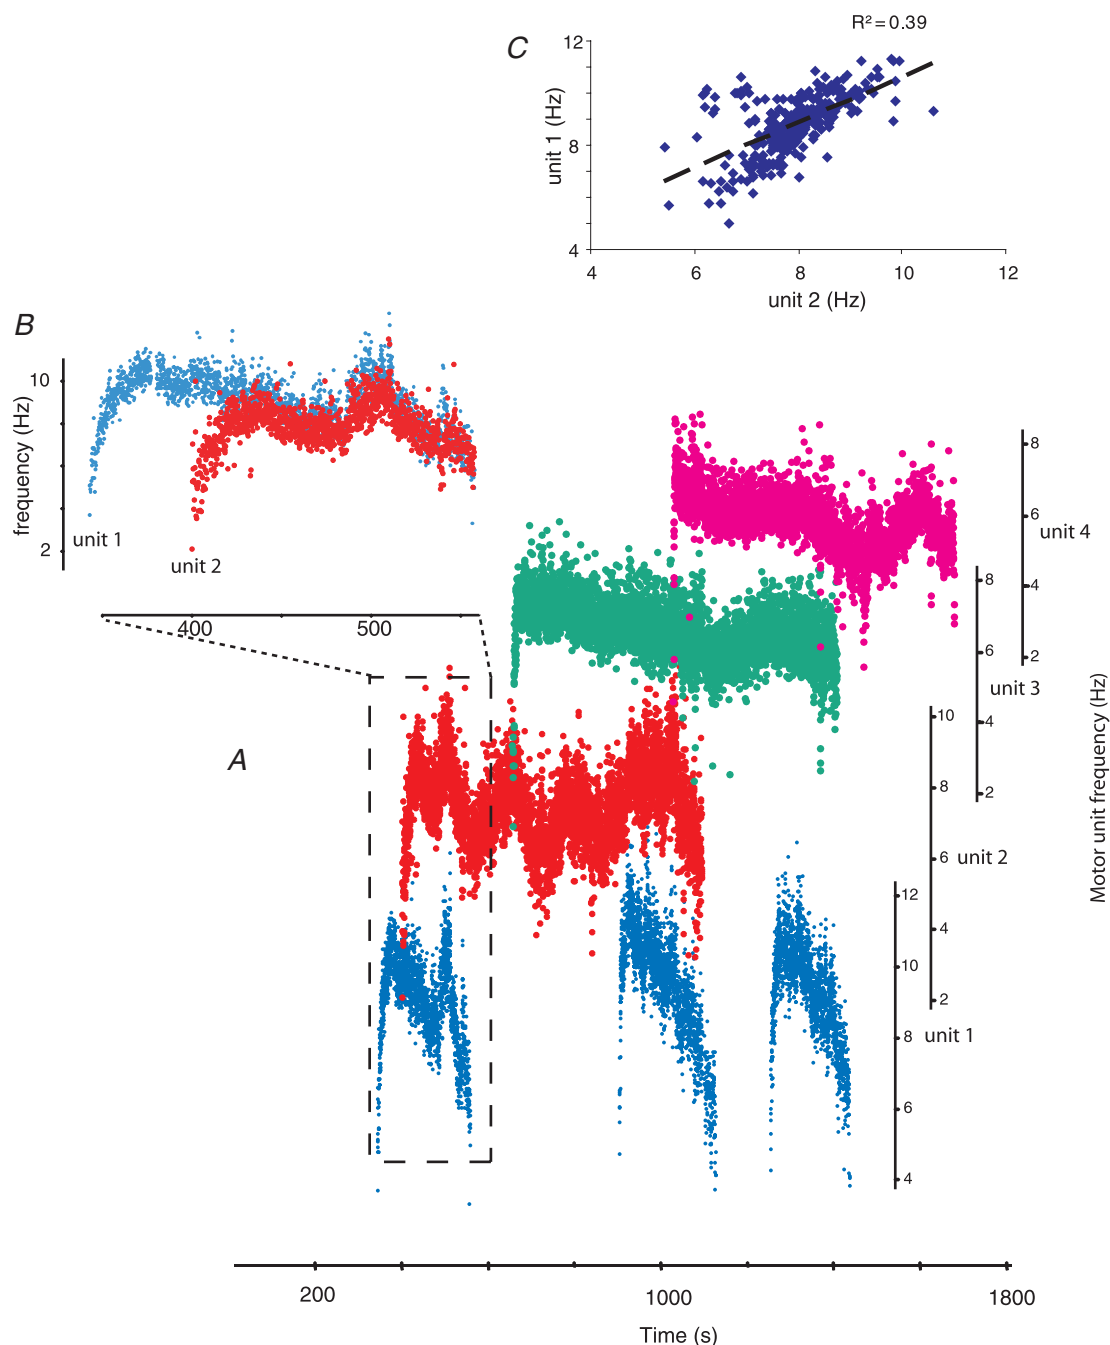 C
R² = 0.39
12
8
4
unit 1 (Hz)
4 6 8 10 12
unit 2 (Hz)
B
10
2
frequency (Hz)
unit 1
unit 2
400 500
A
8
6
4
2
unit 4
8
6
4
2
unit 3
10
8
6
4
2
unit 2
12
10
8
6
4
unit 1
Motor unit frequency (Hz)
200 1000 1800
Time (s)